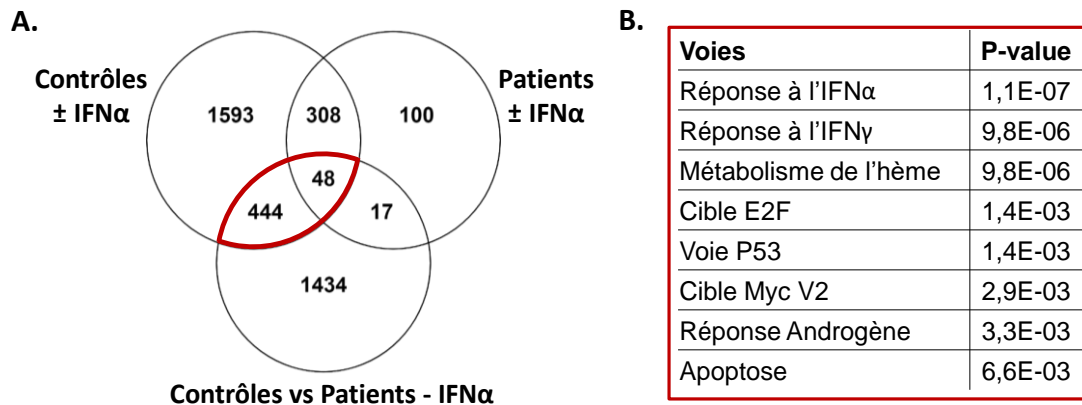 A.
Contrôles
± IFNα
Patients
± IFNα
1593
308
100
48
444
17
1434
Contrôles vs Patients - IFNα
B.
Voies P-value
Réponse à l'IFNα 1,1E-07
Réponse à l'IFNγ 9,8E-06
Métabolisme de l'hème 9,8E-06
Cible E2F 1,4E-03
Voie P53 1,4E-03
Cible Myc V2 2,9E-03
Réponse Androgène 3,3E-03
Apoptose 6,6E-03